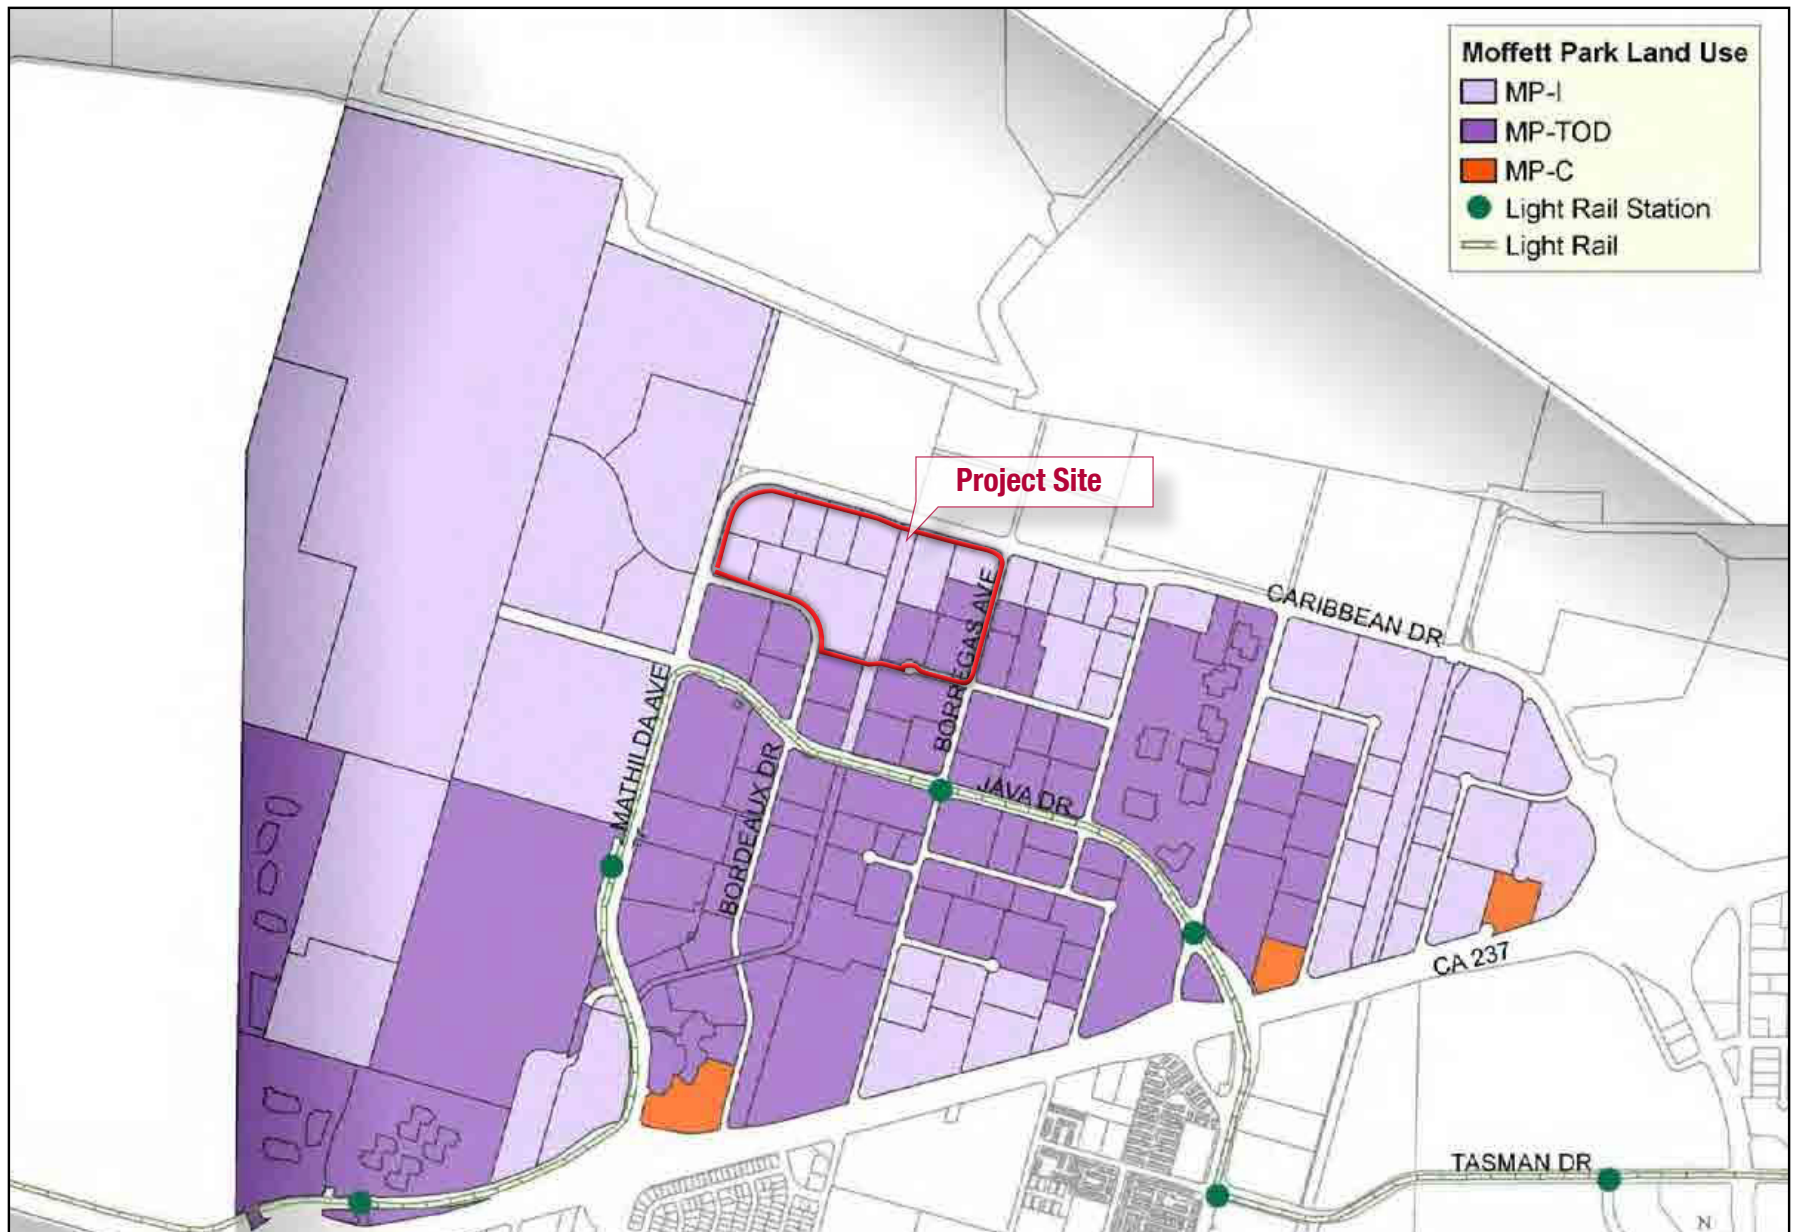 Moffett Park Land Use
MP-I
MP-TOD
MP-C
Light Rail Station
Light Rail
Project Site
CARIBBEAN DR
BORREGAS AVE
MATHILDA AVE
BORDEAUX DR
JAVA DR
CA 237
TASMAN DR
N